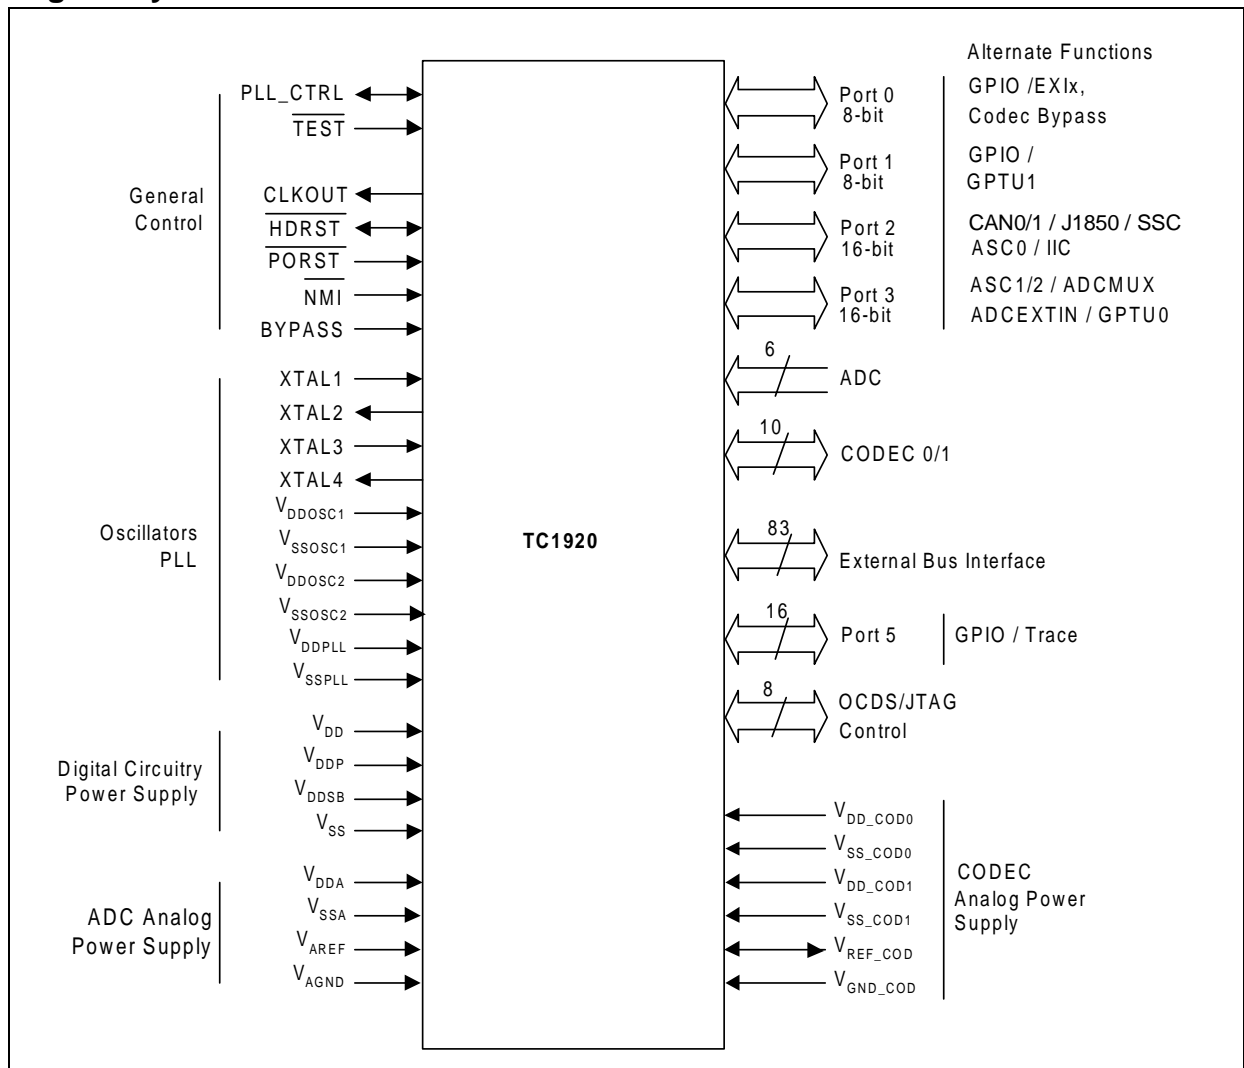 Alternate Functions
PLL_CTRL
TEST
General
Control
CLKOUT
HDRST
PORST
NMI
BYPASS
XTAL1
XTAL2
XTAL3
XTAL4
Oscillators
PLL
VDDOSC1
VSSOSC1
VDDOSC2
VSSOSC2
VDDPLL
VSSPLL
Digital Circuitry
Power Supply
VDD
VDDP
VDDSB
VSS
ADC Analog
Power Supply
VDDA
VSSA
VAREF
VAGND
TC1920
Port 0
8-bit
GPIO /EXIx,
Codec Bypass
Port 1
8-bit
GPIO /
GPTU1
Port 2
16-bit
CAN0/1 / J1850 / SSC
ASC0 / IIC
Port 3
16-bit
ASC1/2 / ADCMUX
ADCEXTIN / GPTU0
6
ADC
10
CODEC 0/1
83
External Bus Interface
16
Port 5
GPIO / Trace
8
OCDS/JTAG
Control
VDD_COD0
VSS_COD0
VDD_COD1
VSS_COD1
VREF_COD
VGND_COD
CODEC
Analog Power
Supply